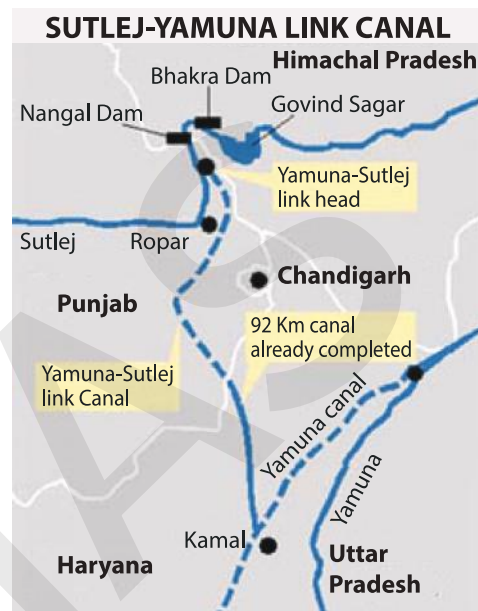 SUTLEJ-YAMUNA LINK CANAL
Himachal Pradesh
Bhakra Dam
Nangal Dam
Govind Sagar
Yamuna-Sutlej
link head
Sutlej
Ropar
Chandigarh
Punjab
92 Km canal
already completed
Yamuna-Sutlej
link Canal
Yamuna canal
Yamuna
Kamal
Haryana
Uttar
Pradesh